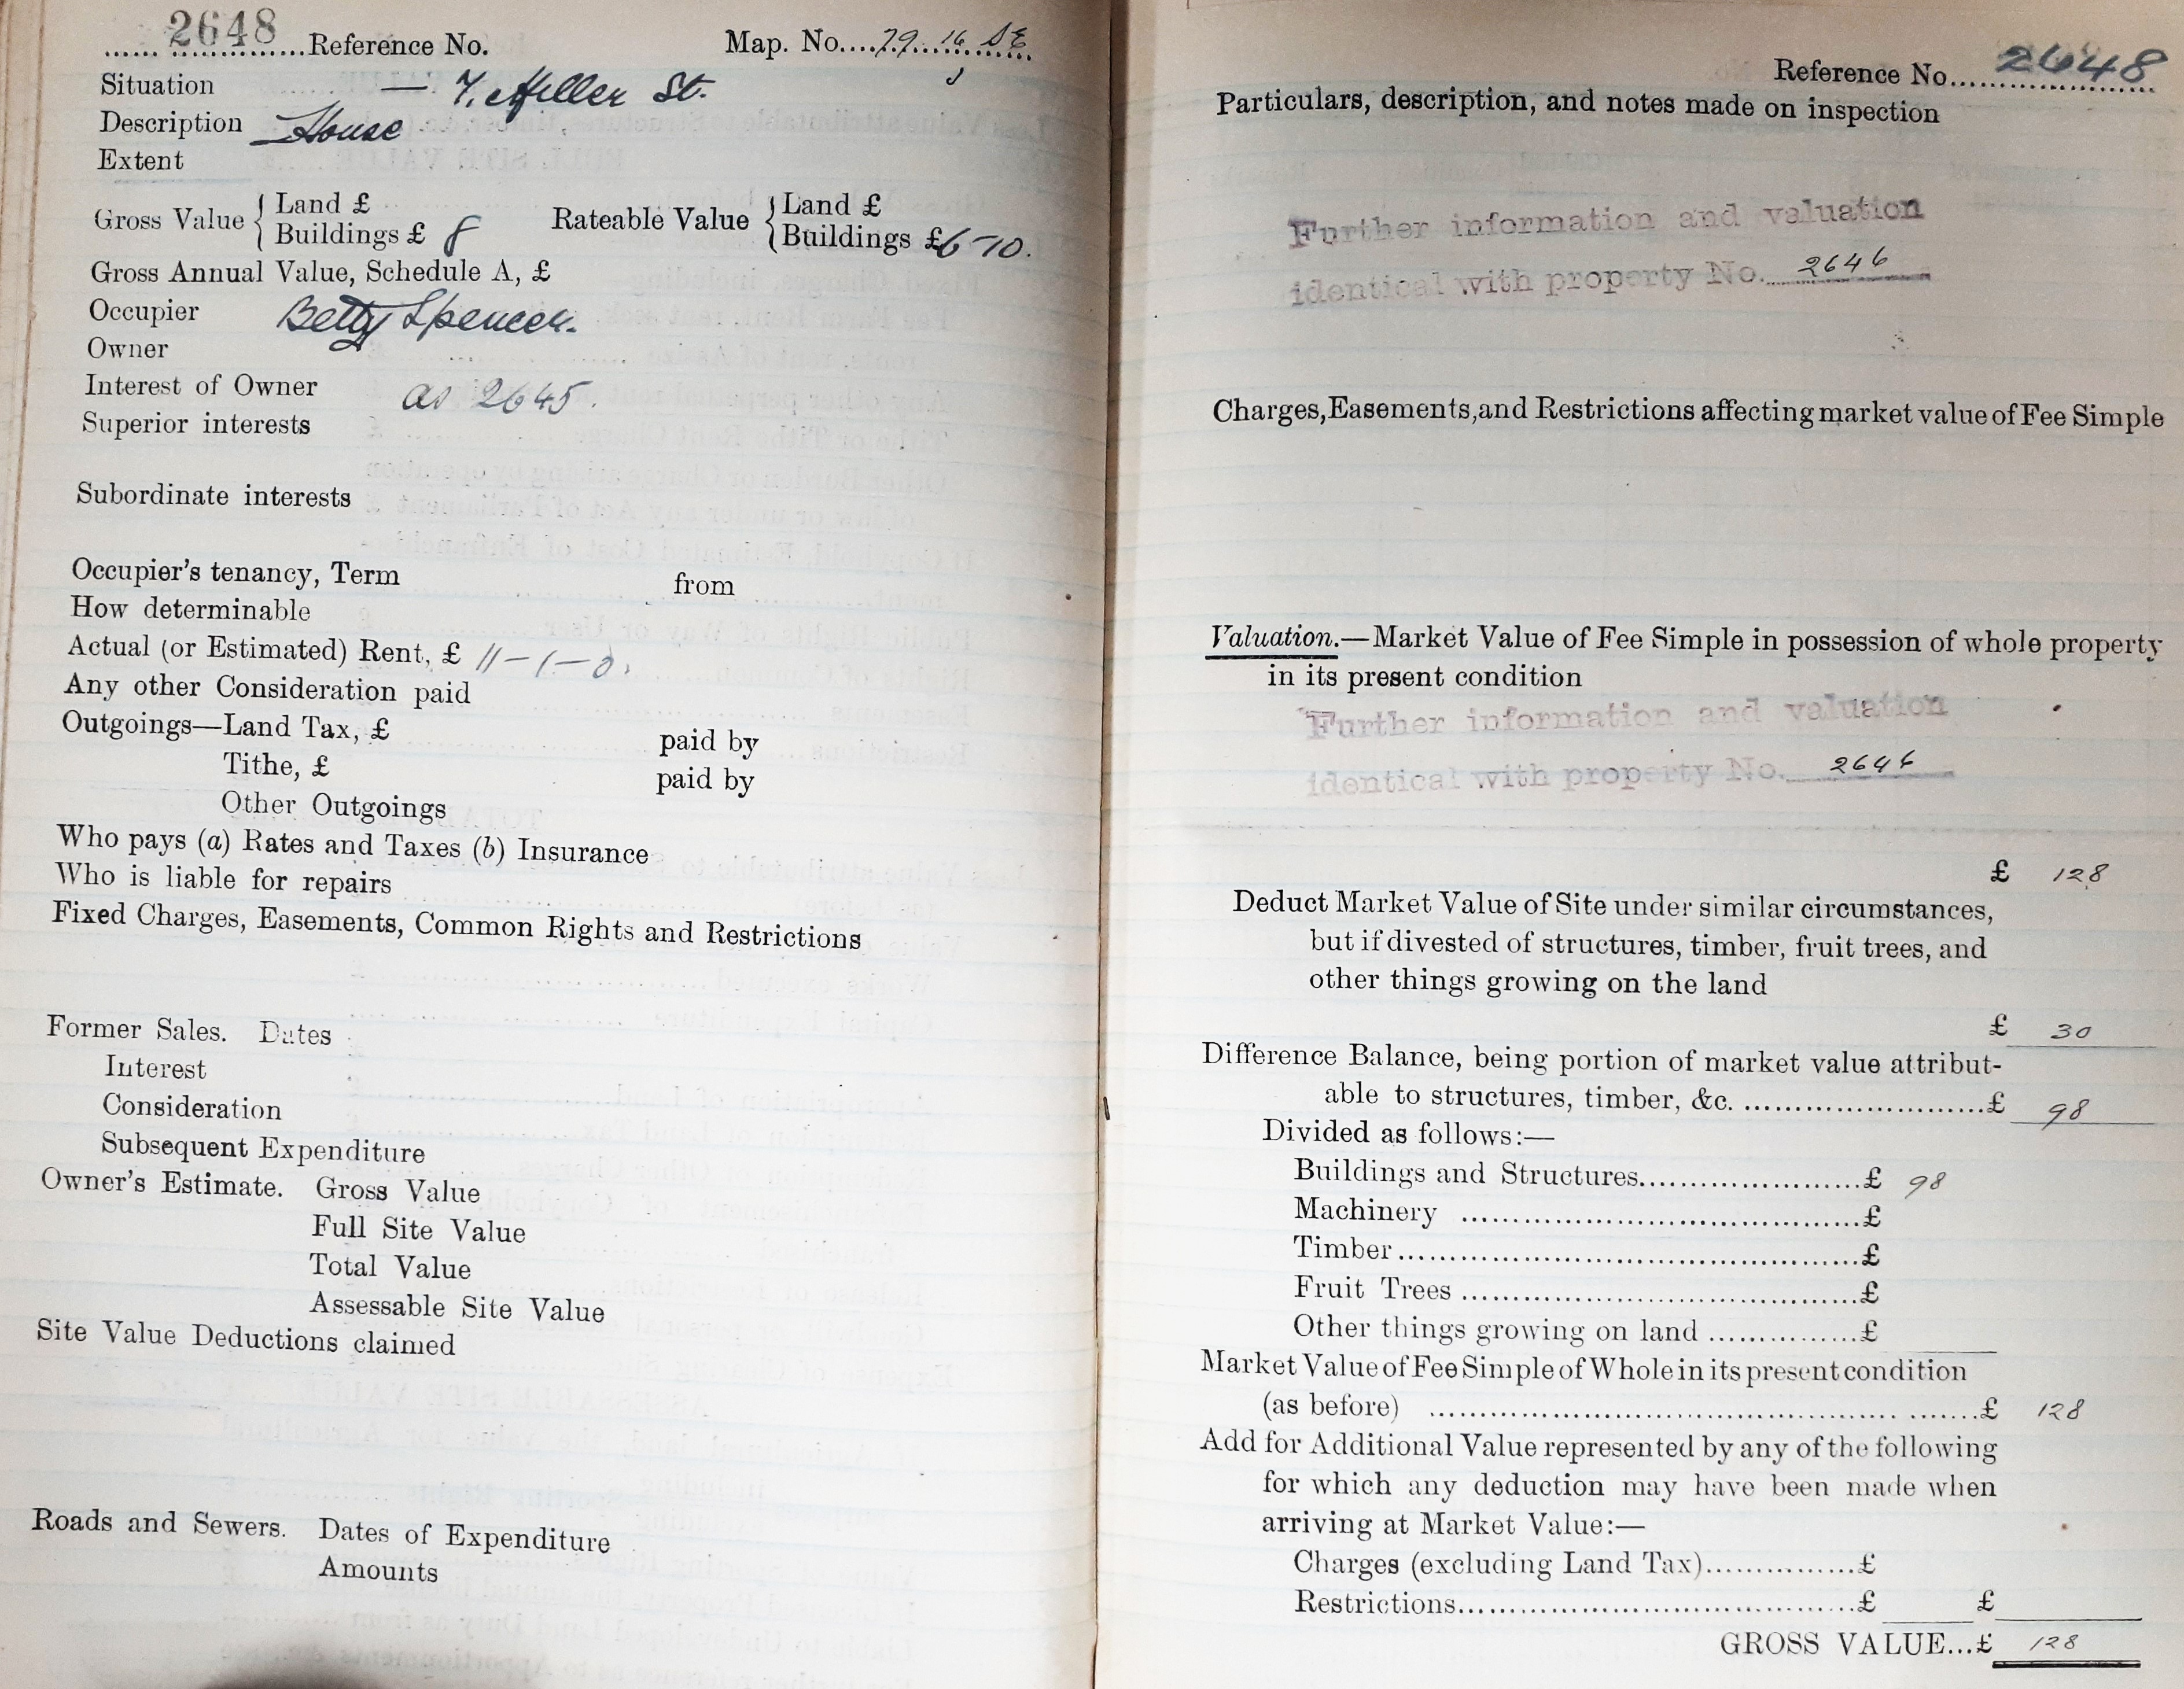 2648 Reference No. Map. No. 79. 16 SE
Situation — 7, Hiller St.
Description House
Extent
Gross Value { Land £ Rateable Value { Land £
Buildings £ 8 Buildings £6-10.
Gross Annual Value, Schedule A, £
Occupier Betty Spencer.
Owner
Interest of Owner as 2645.
Superior interests
Subordinate interests
Occupier's tenancy, Term from
How determinable
Actual (or Estimated) Rent, £ 11-1-0.
Any other Consideration paid
Outgoings—Land Tax, £ paid by
Tithe, £ paid by
Other Outgoings
Who pays (a) Rates and Taxes (b) Insurance
Who is liable for repairs
Fixed Charges, Easements, Common Rights and Restrictions
Former Sales. Dates
Interest
Consideration
Subsequent Expenditure
Owner's Estimate. Gross Value
Full Site Value
Total Value
Assessable Site Value
Site Value Deductions claimed
Roads and Sewers. Dates of Expenditure
Amounts
Reference No. 2648
Particulars, description, and notes made on inspection
Further information and valuation
identical with property No. 2646
Charges, Easements, and Restrictions affecting market value of Fee Simple
Valuation.—Market Value of Fee Simple in possession of whole property
in its present condition
Further information and valuation
identical with property No. 2646
£ 128
Deduct Market Value of Site under similar circumstances,
but if divested of structures, timber, fruit trees, and
other things growing on the land
£ 30
Difference Balance, being portion of market value attribut-
able to structures, timber, &c. £ 98
Divided as follows:—
Buildings and Structures £ 98
Machinery £
Timber £
Fruit Trees £
Other things growing on land £
Market Value of Fee Simple of Whole in its present condition
(as before) £ 128
Add for Additional Value represented by any of the following
for which any deduction may have been made when
arriving at Market Value:—
Charges (excluding Land Tax) £
Restrictions £ £
GROSS VALUE...£ 128